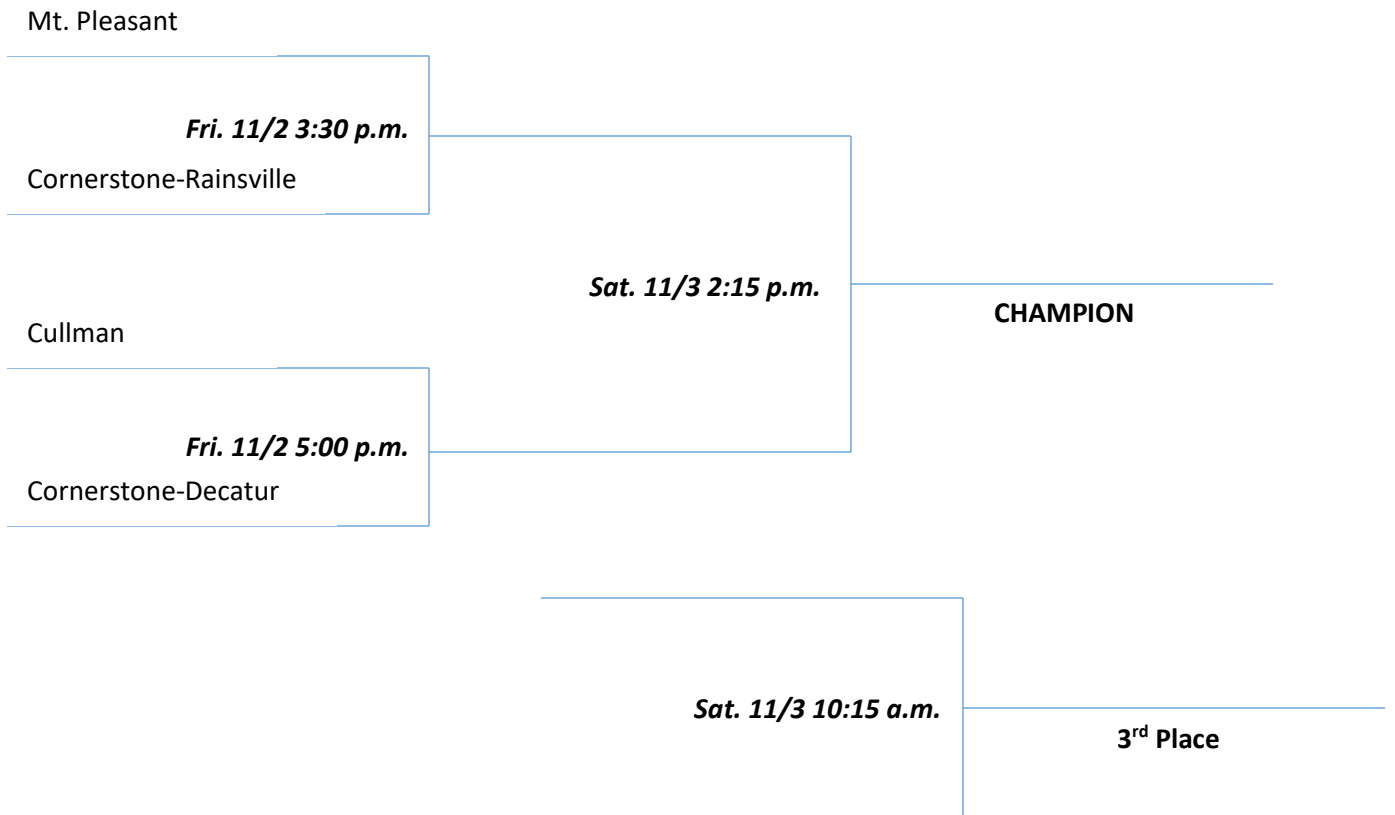 Mt. Pleasant
Fri. 11/2 3:30 p.m.
Cornerstone-Rainsville
Sat. 11/3 2:15 p.m.
CHAMPION
Cullman
Fri. 11/2 5:00 p.m.
Cornerstone-Decatur
Sat. 11/3 10:15 a.m.
3rd Place